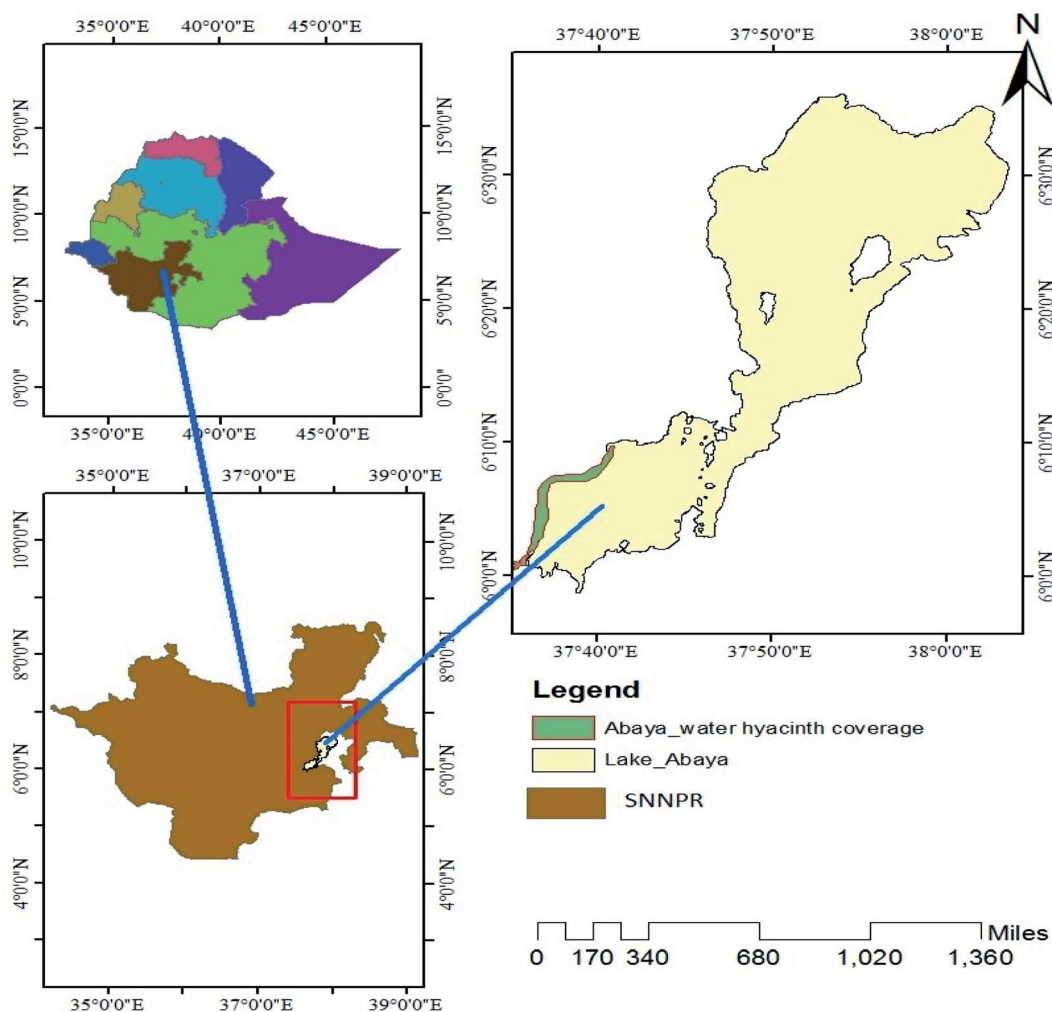 35°0'0"E 40°0'0"E 45°0'0"E
15°0'0"N 15°0'0"N
10°0'0"N 10°0'0"N
5°0'0"N 5°0'0"N
0°0'0" 0°0'0"
35°0'0"E 40°0'0"E 45°0'0"E
35°0'0"E 37°0'0"E 39°0'0"E
10°0'0"N 10°0'0"N
8°0'0"N 8°0'0"N
6°0'0"N 6°0'0"N
4°0'0"N 4°0'0"N
35°0'0"E 37°0'0"E 39°0'0"E
N
37°40'0"E 37°50'0"E 38°0'0"E
6°30'0"N 6°30'0"N
6°20'0"N 6°20'0"N
6°10'0"N 6°10'0"N
6°0'0"N 6°0'0"N
37°40'0"E 37°50'0"E 38°0'0"E
Legend
Abaya_water hyacinth coverage
Lake_Abaya
SNNPR
Miles
0 170 340 680 1,020 1,360